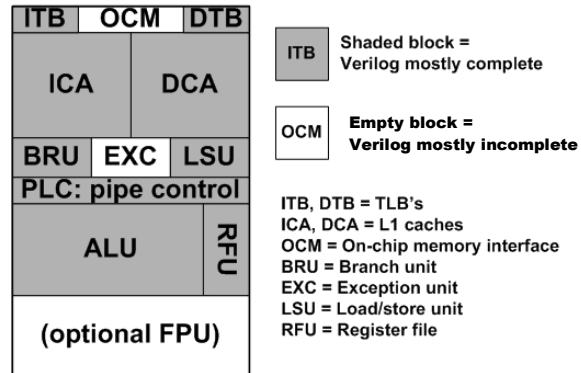 ITB OCM DTB
ICA DCA
BRU EXC LSU
PLC: pipe control
ALU RFU
(optional FPU)
ITB
Shaded block =
Verilog mostly complete
OCM
Empty block =
Verilog mostly incomplete
ITB, DTB = TLB's
ICA, DCA = L1 caches
OCM = On-chip memory interface
BRU = Branch unit
EXC = Exception unit
LSU = Load/store unit
RFU = Register file